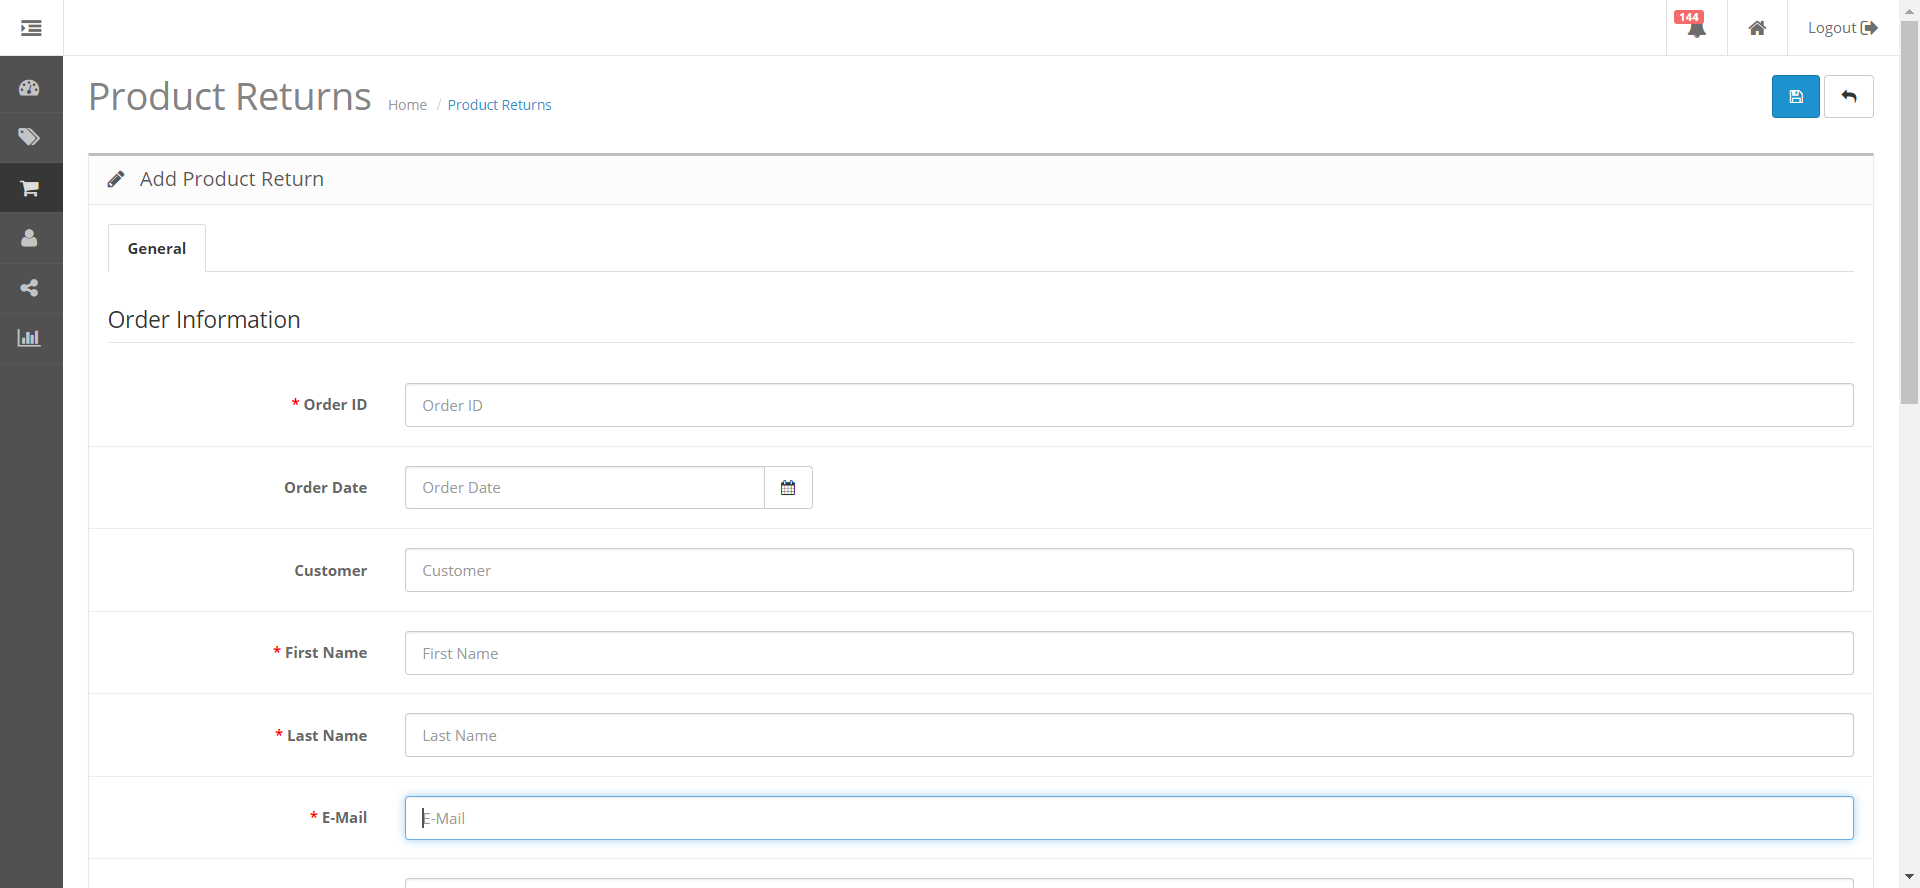 144
Logout
Product Returns
Home / Product Returns
Add Product Return
General
Order Information
* Order ID
Order ID
Order Date
Order Date
Customer
Customer
* First Name
First Name
* Last Name
Last Name
* E-Mail
E-Mail